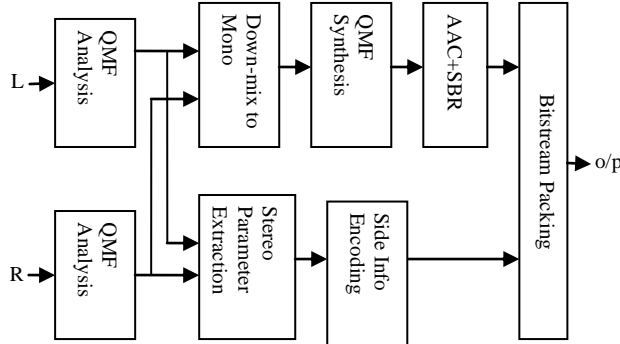 L
QMF
Analysis
Down-mix to
Mono
QMF
Synthesis
AAC+SBR
Bitstream Packing
o/p
R
QMF
Analysis
Stereo
Parameter
Extraction
Side Info
Encoding